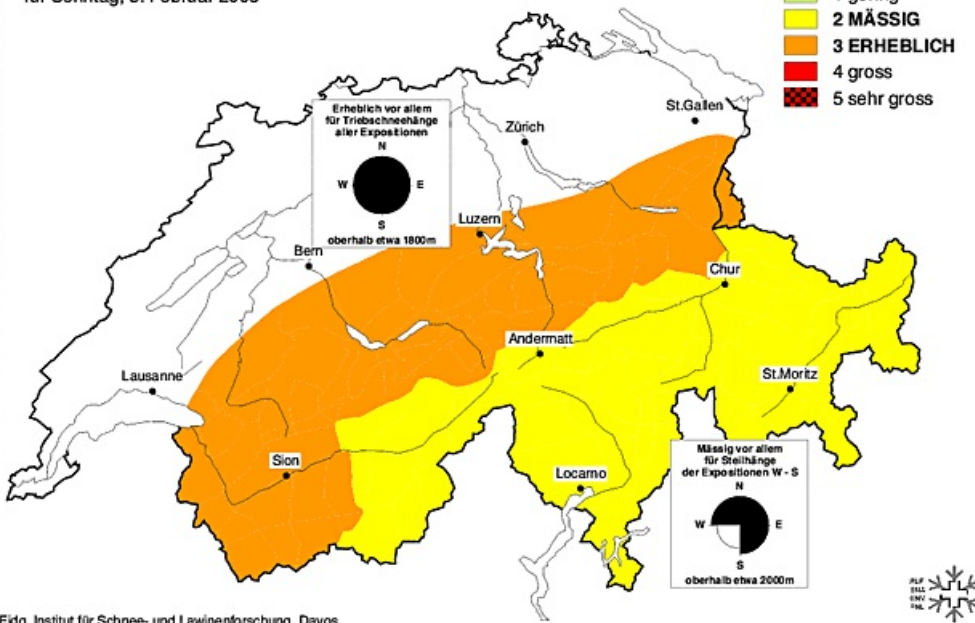 2 MÄSSIG
3 ERHEBLICH
4 gross
5 sehr gross
St.Gallen
Zürich
Erheblich vor allem
für Triebschneehänge
aller Expositionen
N
W E
S
oberhalb etwa 1800m
Luzern
Bern
Chur
Andermatt
Lausanne
St.Moritz
Sion
Locarno
Mässig vor allem
für Steilhänge
der Expositionen W - S
N
W E
S
oberhalb etwa 2000m
SLF
Eidg. Institut für Schnee- und Lawinenforschung, Davos